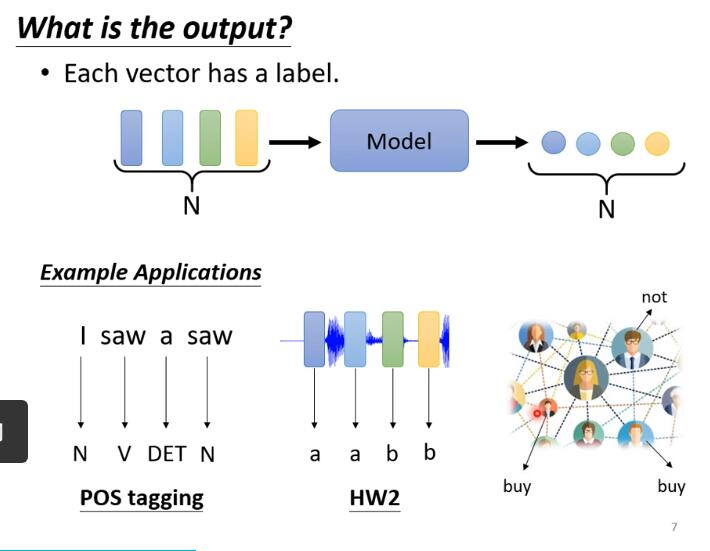 What is the output?
• Each vector has a label.
Model
N
N
Example Applications
I saw a saw
N V DET N
POS tagging
a a b b
HW2
not
buy
buy
7